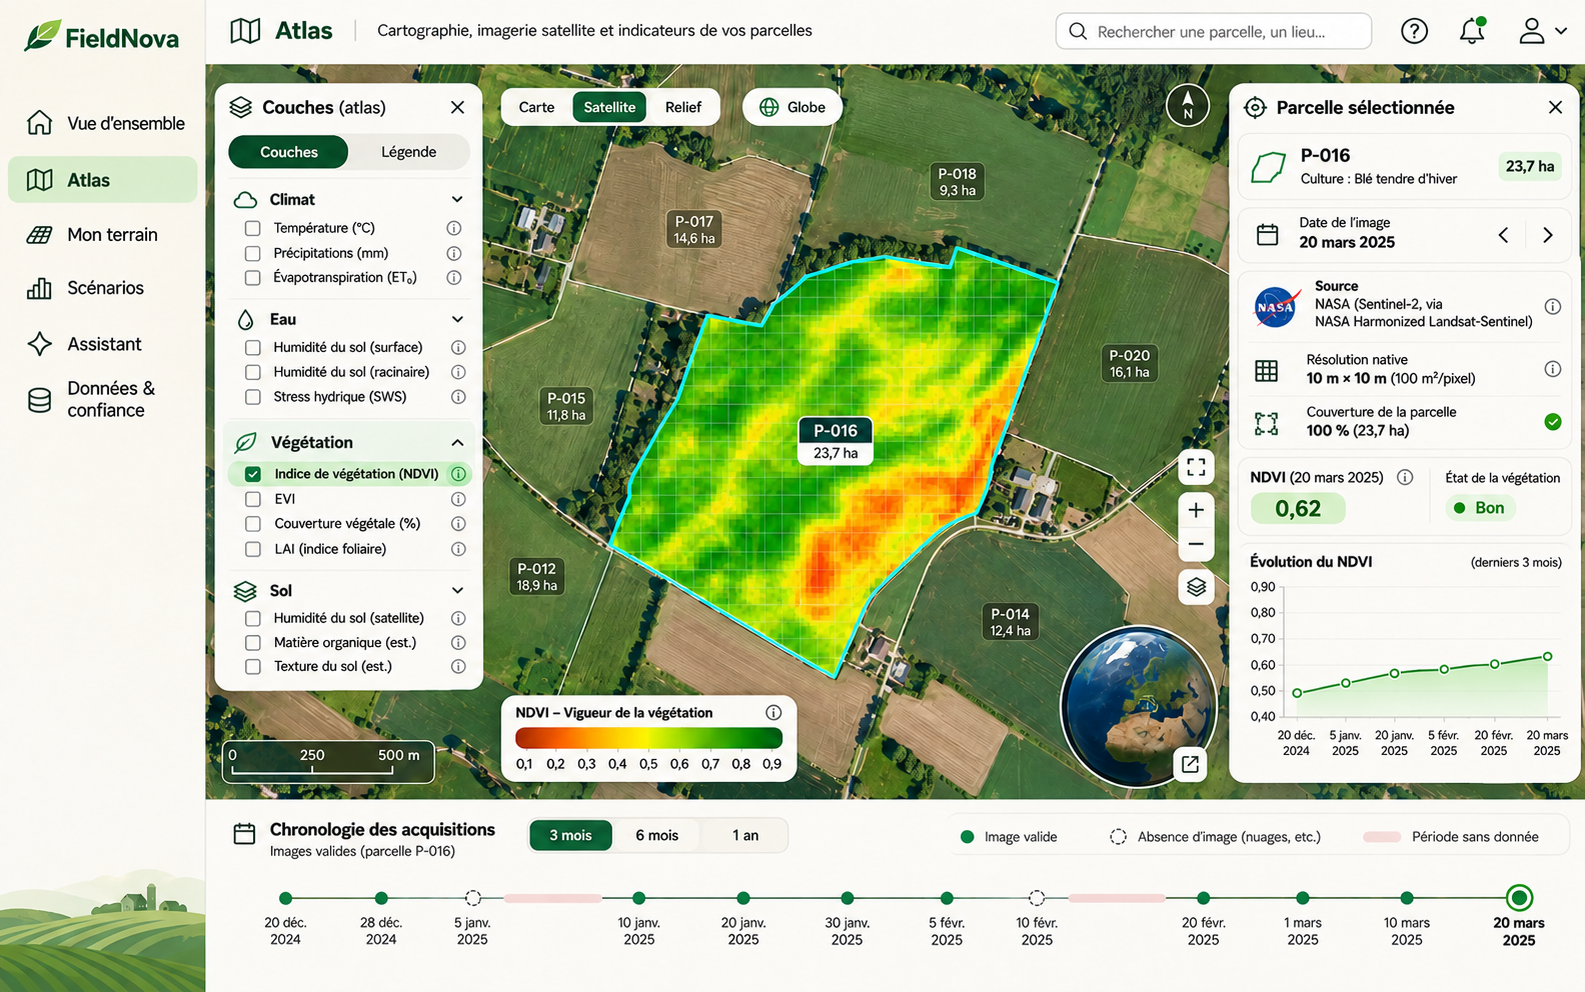 FieldNova
Vue d'ensemble
Atlas
Mon terrain
Scénarios
Assistant
Données &
confiance
Atlas
Cartographie, imagerie satellite et indicateurs de vos parcelles
Rechercher une parcelle, un lieu...
Couches (atlas)
Couches
Légende
Climat
Température (°C)
Précipitations (mm)
Évapotranspiration (ET₀)
Eau
Humidité du sol (surface)
Humidité du sol (racinaire)
Stress hydrique (SWS)
Végétation
Indice de végétation (NDVI)
EVI
Couverture végétale (%)
LAI (indice foliaire)
Sol
Humidité du sol (satellite)
Matière organique (est.)
Texture du sol (est.)
Carte
Satellite
Relief
Globe
N
P-018
9,3 ha
P-017
14,6 ha
P-020
16,1 ha
P-015
11,8 ha
P-016
23,7 ha
P-012
18,9 ha
P-014
12,4 ha
0 250 500 m
NDVI – Vigueur de la végétation
0,1 0,2 0,3 0,4 0,5 0,6 0,7 0,8 0,9
Parcelle sélectionnée
P-016
Culture : Blé tendre d'hiver
23,7 ha
Date de l'image
20 mars 2025
NASA
Source
NASA (Sentinel-2, via
NASA Harmonized Landsat-Sentinel)
Résolution native
10 m × 10 m (100 m²/pixel)
Couverture de la parcelle
100 % (23,7 ha)
NDVI (20 mars 2025)
0,62
État de la végétation
Bon
Évolution du NDVI
(derniers 3 mois)
0,90
0,80
0,70
0,60
0,50
0,40
20 déc. 5 janv. 20 janv. 5 févr. 20 févr. 20 mars
2024 2025 2025 2025 2025 2025
Chronologie des acquisitions
Images valides (parcelle P-016)
3 mois
6 mois
1 an
Image valide
Absence d'image (nuages, etc.)
Période sans donnée
20 déc. 28 déc. 5 janv. 10 janv. 20 janv. 30 janv. 5 févr. 10 févr. 20 févr. 1 mars 10 mars 20 mars
2024 2024 2025 2025 2025 2025 2025 2025 2025 2025 2025 2025